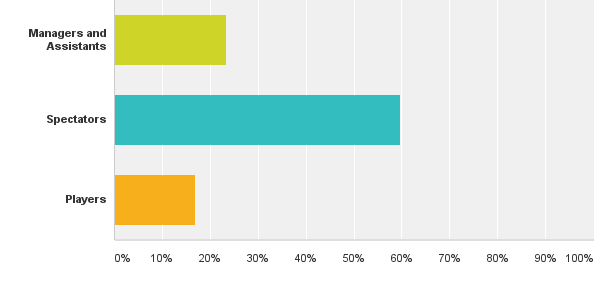 Managers and
Assistants
Spectators
Players
0% 10% 20% 30% 40% 50% 60% 70% 80% 90% 100%